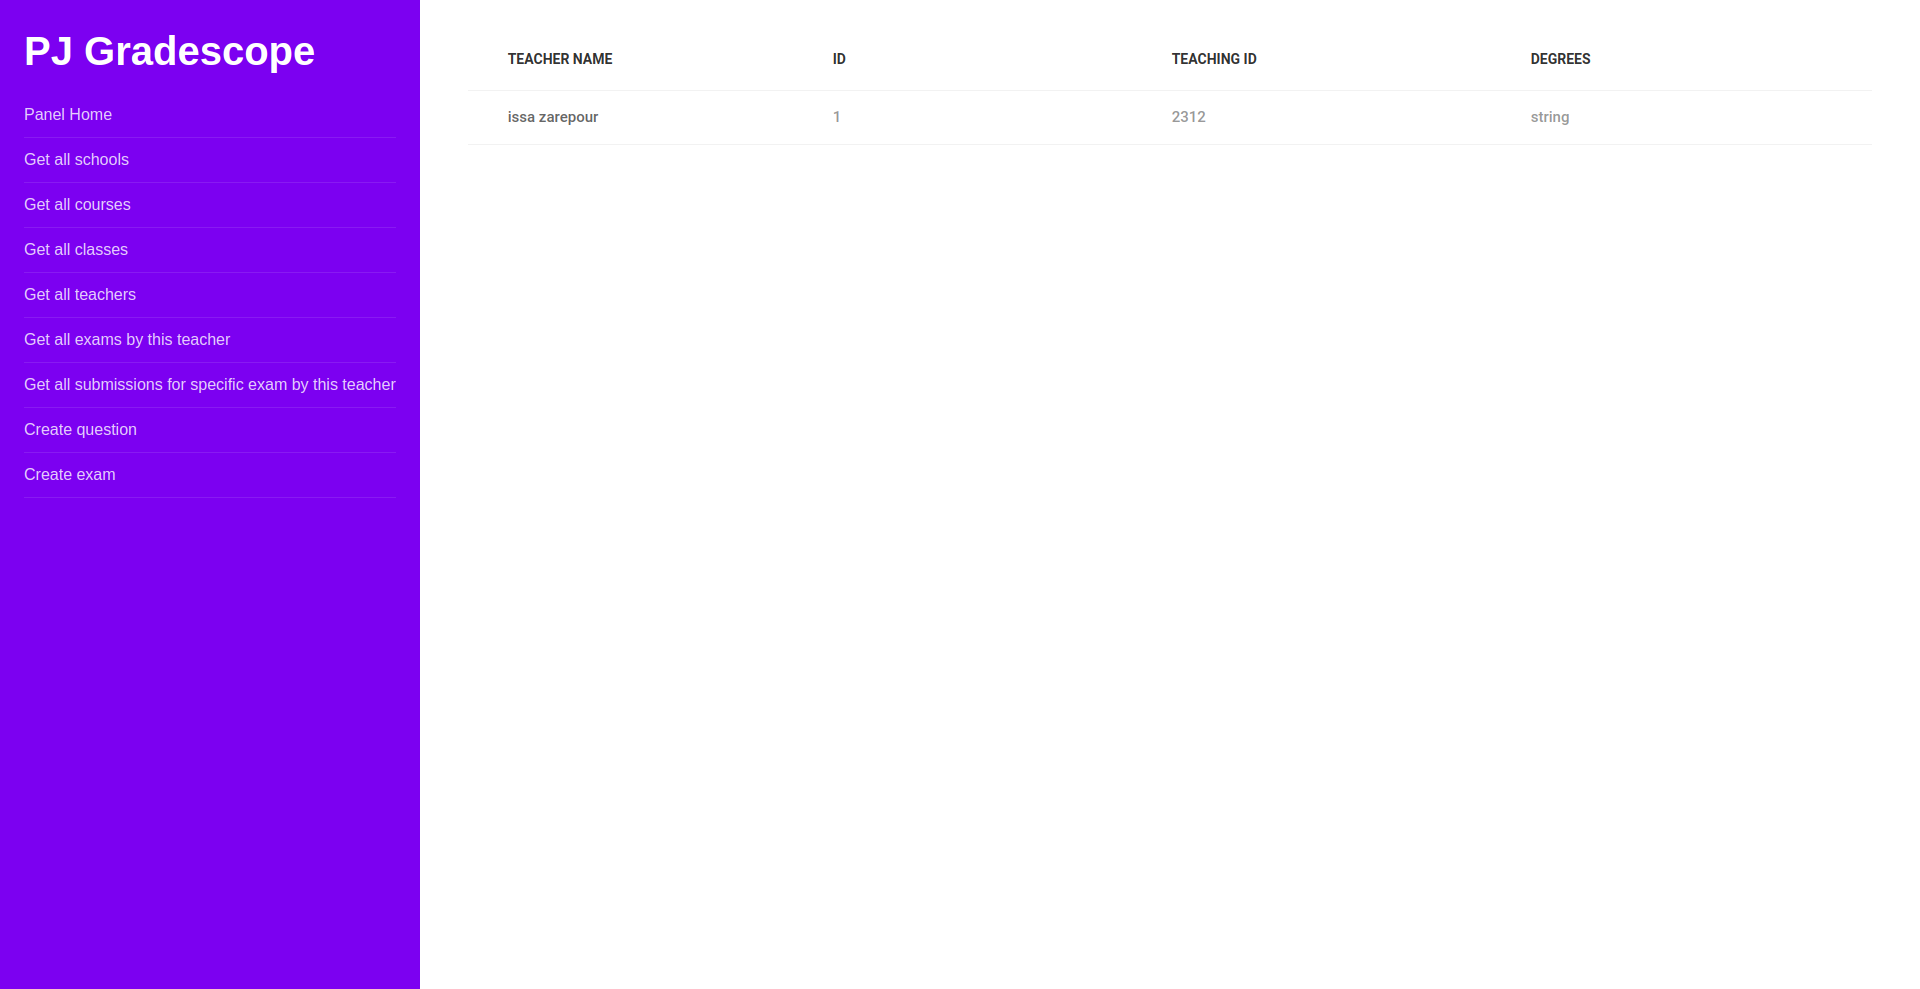 PJ Gradescope
Panel Home
Get all schools
Get all courses
Get all classes
Get all teachers
Get all exams by this teacher
Get all submissions for specific exam by this teacher
Create question
Create exam
TEACHER NAME ID TEACHING ID DEGREES
issa zarepour 1 2312 string